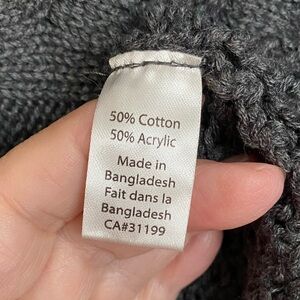 50% Cotton
50% Acrylic
Made in
Bangladesh
Fait dans la
Bangladesh
CA#31199